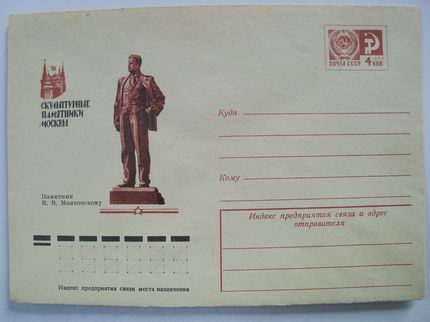 СКУЛЬПТУРНЫЕ
ПАМЯТНИКИ
МОСКВЫ
Памятник
В. В. Маяковскому
ПОЧТА СССР
4 КОП.
Куда
Кому
Индекс предприятия связи и адрес
отправителя
Индекс предприятия связи места назначения